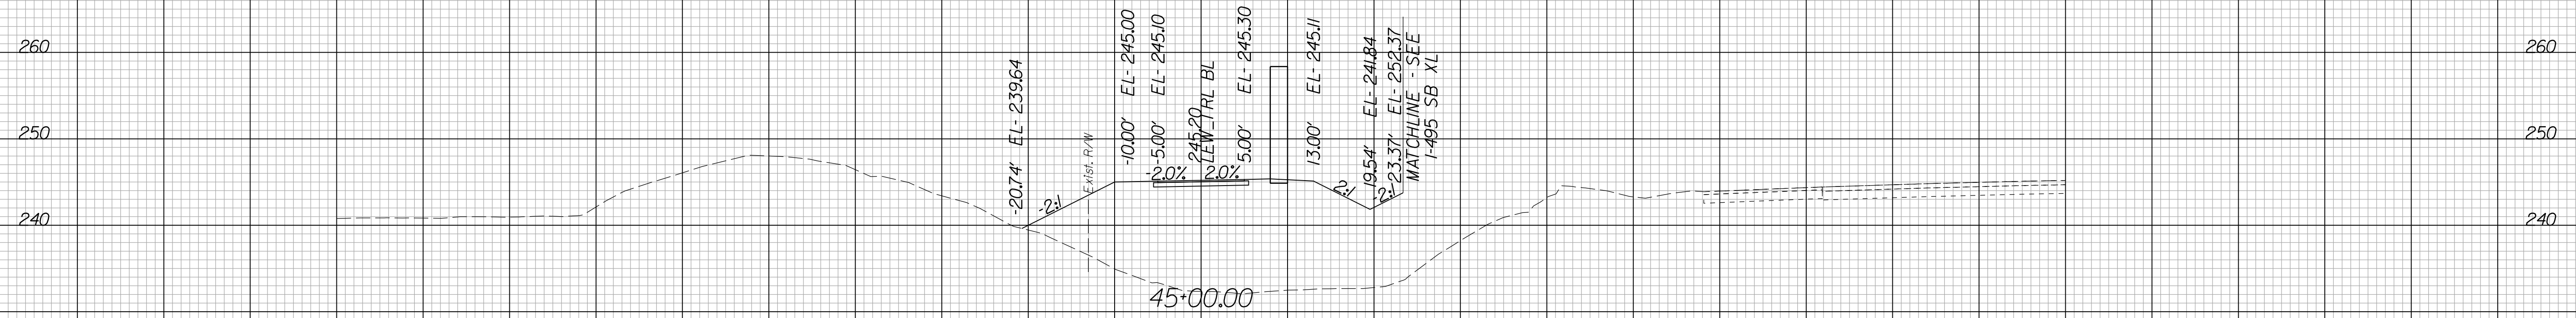 260
250
240
-20.74' EL- 239.64
-2:1
Exist. R/W
-10.00' EL- 245.00
-5.00' EL- 245.10
-2.0%
245.20
LEW_TRL BL
2.0%
5.00' EL- 245.30
13.00' EL- 245.11
2:1
19.54' EL- 241.84
-2:1
23.37' EL- 252.37
MATCHLINE - SEE
I-495 SB XL
45+00.00
260
250
240